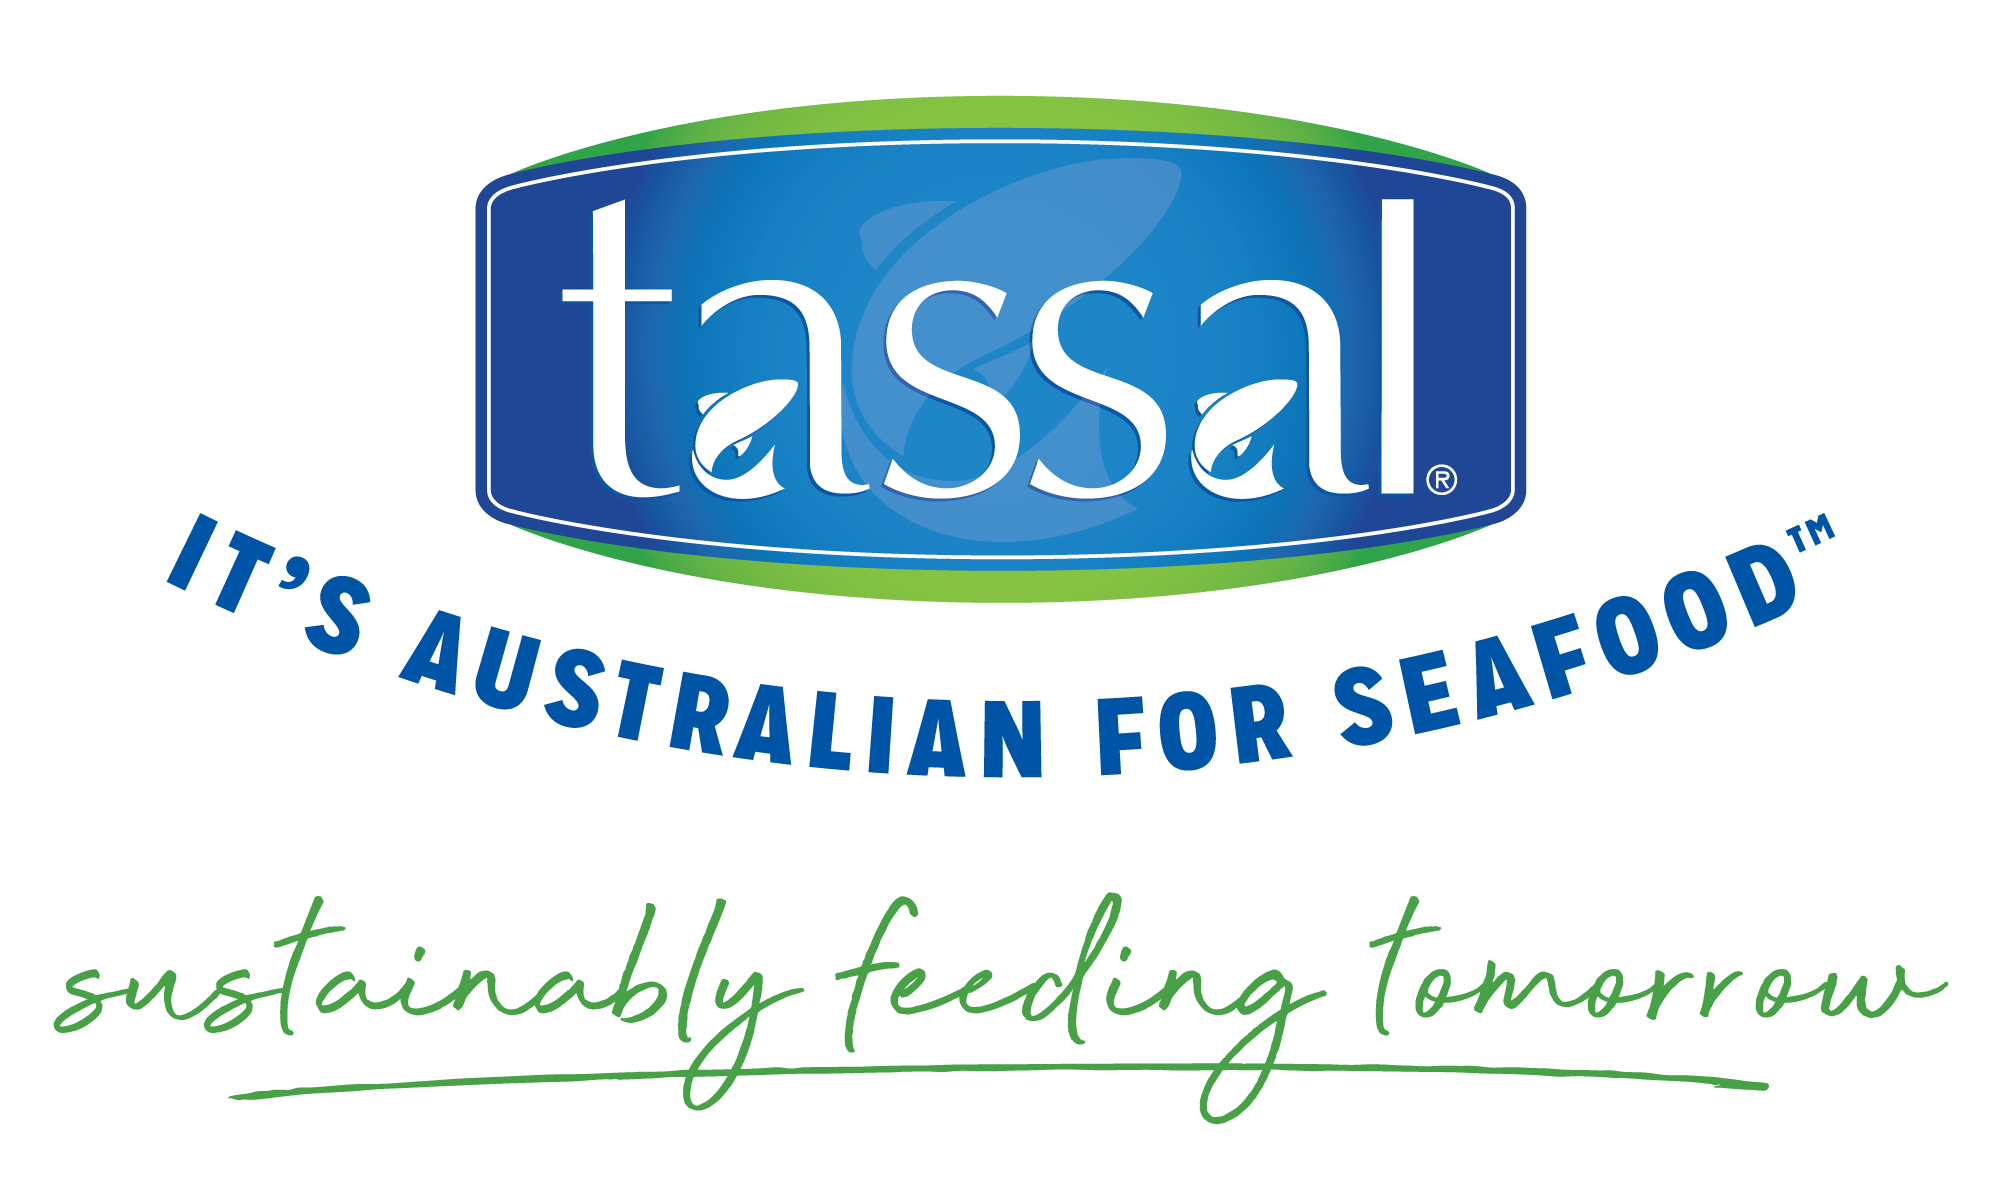 tassal®
IT'S AUSTRALIAN FOR SEAFOOD™
sustainably feeding tomorrow